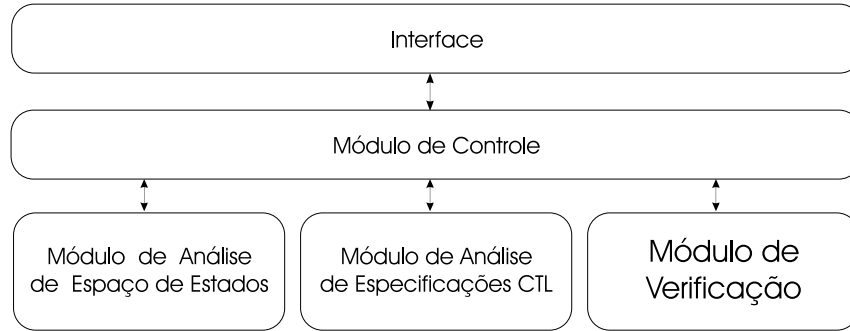 Interface
Módulo de Controle
Módulo de Análise
de Espaço de Estados
Módulo de Análise
de Especificações CTL
Módulo de
Verificação